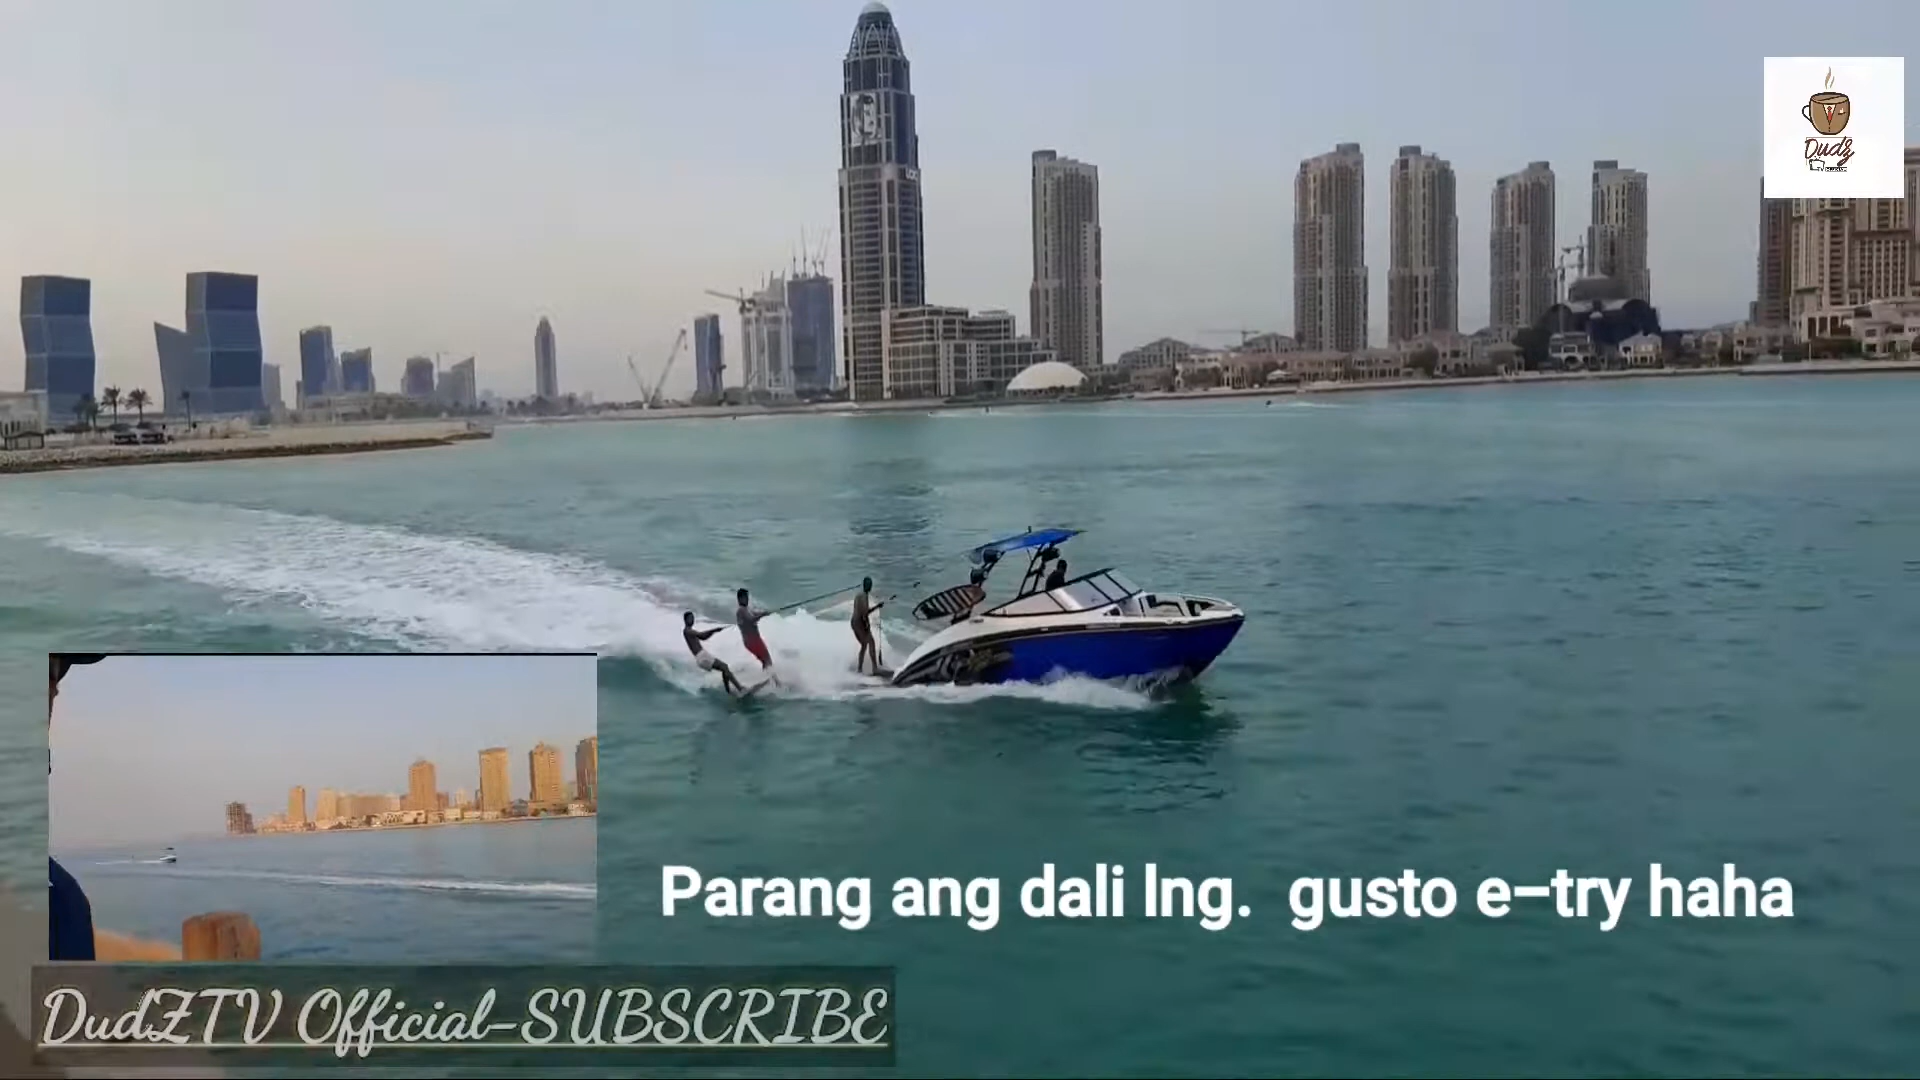 Dudz
Parang ang dali lng.  gusto e-try haha
DudZTV Official-SUBSCRIBE